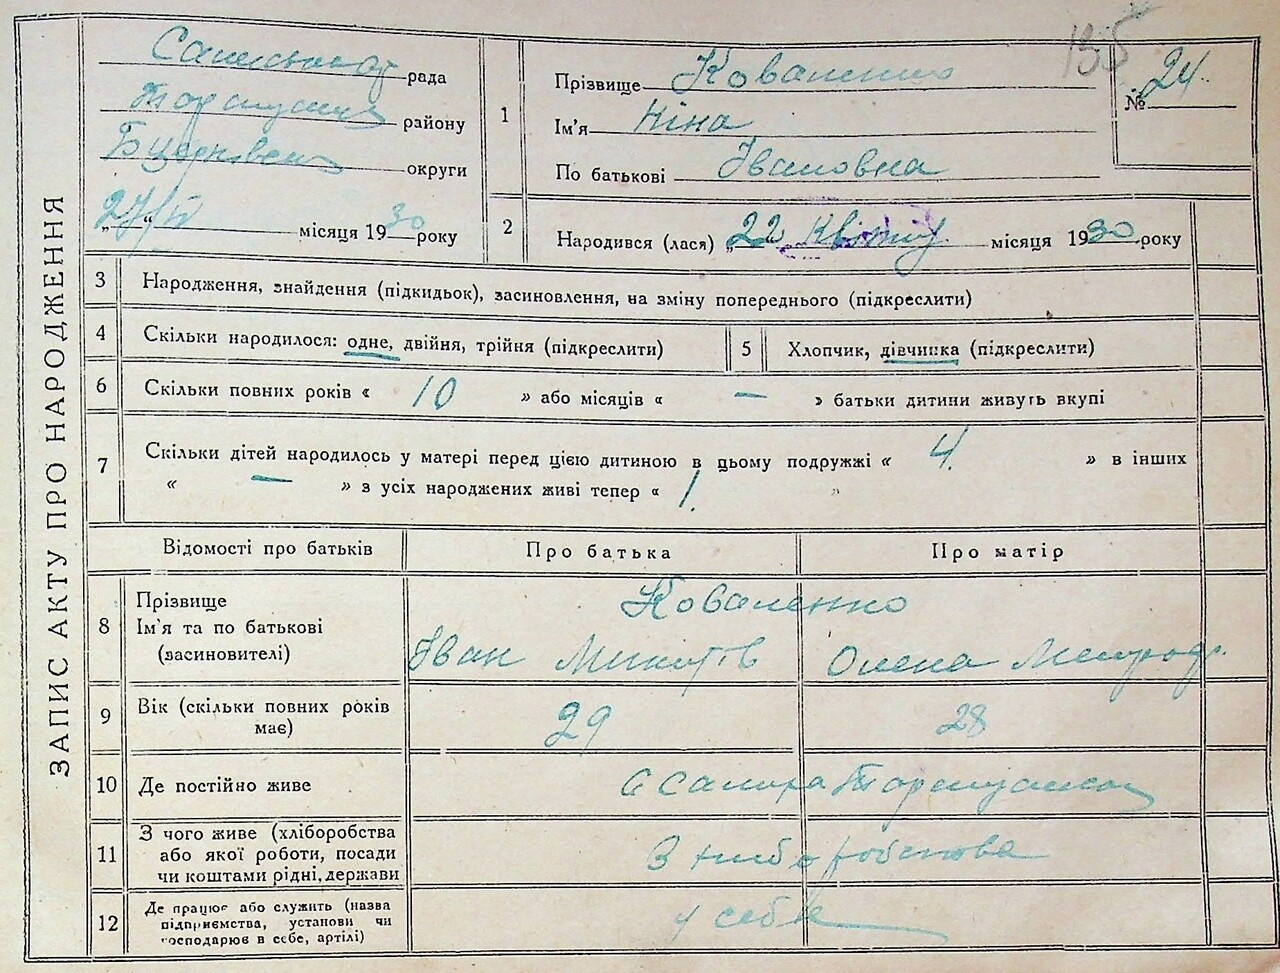 ЗАПИС АКТУ ПРО НАРОДЖЕННЯ
135
рада
району
Бцерковської округи
27/IV місяця 1930 року
1 Прізвище Коваленко
Ім'я Ніна
По батькові Івановна
№ 24
2 Народився (лася) „22 Квітня місяця 1930 року
3 Народження, знайдення (підкидьок), засиновлення, на зміну попереднього (підкреслити)
4 Скільки народилося: одне, двійня, трійня (підкреслити)
5 Хлопчик, дівчинка (підкреслити)
6 Скільки повних років « 10 » або місяців « — » батьки дитини живуть вкупі
7 Скільки дітей народилось у матері перед цією дитиною в цьому подружжі « 4. » в інших
« — » з усіх народжених живі тепер « 1. »
Відомості про батьків Про батька Про матір
8 Прізвище
Ім'я та по батькові
(засиновителі)
Коваленко
Іван Микитів Олена
9 Вік (скільки повних років
має)
29 28
10 Де постійно живе
11 З чого живе (хліборобства
або якої роботи, посади
чи коштами рідні, держави
З хліборобства
12 Де працює або служить (назва
підприємства, установи чи
господарює в себе, артілі)
у себе